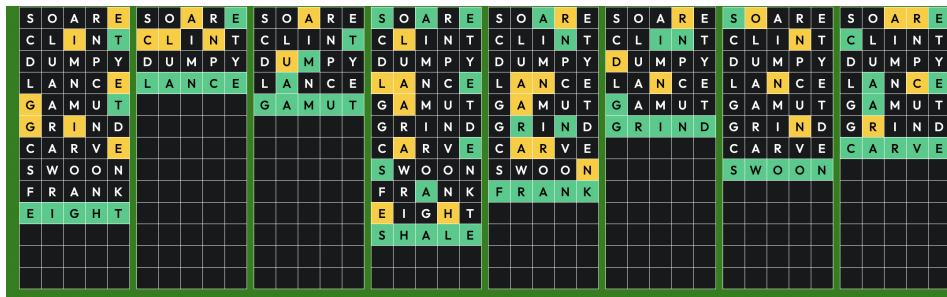 SOARE
CLINT
DUMPY
LANCE
GAMUT
GRIND
CARVE
SWOON
FRANK
EIGHT
SOARE
CLINT
DUMPY
LANCE
SOARE
CLINT
DUMPY
LANCE
GAMUT
SOARE
CLINT
DUMPY
LANCE
GAMUT
GRIND
CARVE
SWOON
FRANK
EIGHT
SHALE
SOARE
CLINT
DUMPY
LANCE
GAMUT
GRIND
CARVE
SWOON
FRANK
SOARE
CLINT
DUMPY
LANCE
GAMUT
GRIND
SOARE
CLINT
DUMPY
LANCE
GAMUT
GRIND
CARVE
SWOON
SOARE
CLINT
DUMPY
LANCE
GAMUT
GRIND
CARVE